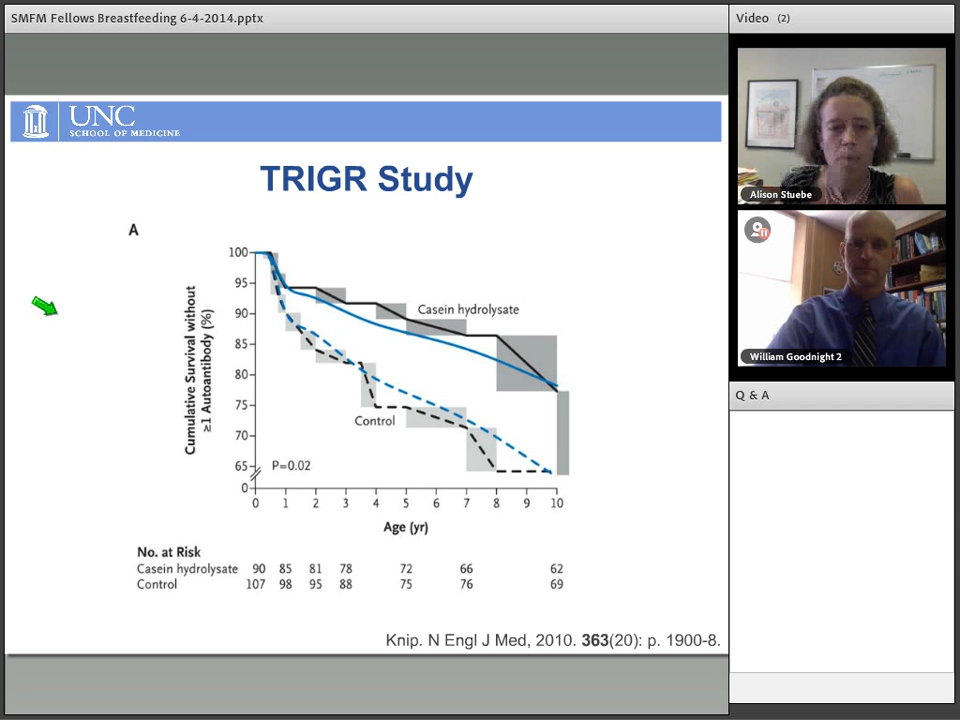 SMFM Fellows Breastfeeding 6-4-2014.pptx
Video (2)
UNC
SCHOOL OF MEDICINE
TRIGR Study
A
Cumulative Survival without
≥1 Autoantibody (%)
100
95
90
85
80
75
70
65
0
Casein hydrolysate
Control
P=0.02
0 1 2 3 4 5 6 7 8 9 10
Age (yr)
No. at Risk
Casein hydrolysate 90 85 81 78 72 66 62
Control 107 98 95 88 75 76 69
Knip. N Engl J Med, 2010. 363(20): p. 1900-8.
Alison Stuebe
William Goodnight 2
Q & A